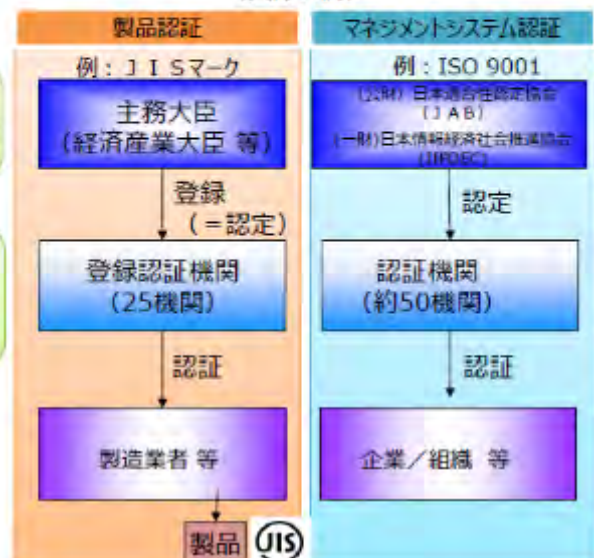 製品認証
例：ＪＩＳマーク
主務大臣
(経済産業大臣 等)
登録
(＝認定)
登録認証機関
(25機関)
認証
製造業者 等
製品
JIS
マネジメントシステム認証
例：ISO 9001
(公財) 日本適合性認定協会
(ＪＡＢ)
(一財)日本情報経済社会推進協会
(JIPDEC)
認定
認証機関
(約50機関)
認証
企業／組織 等